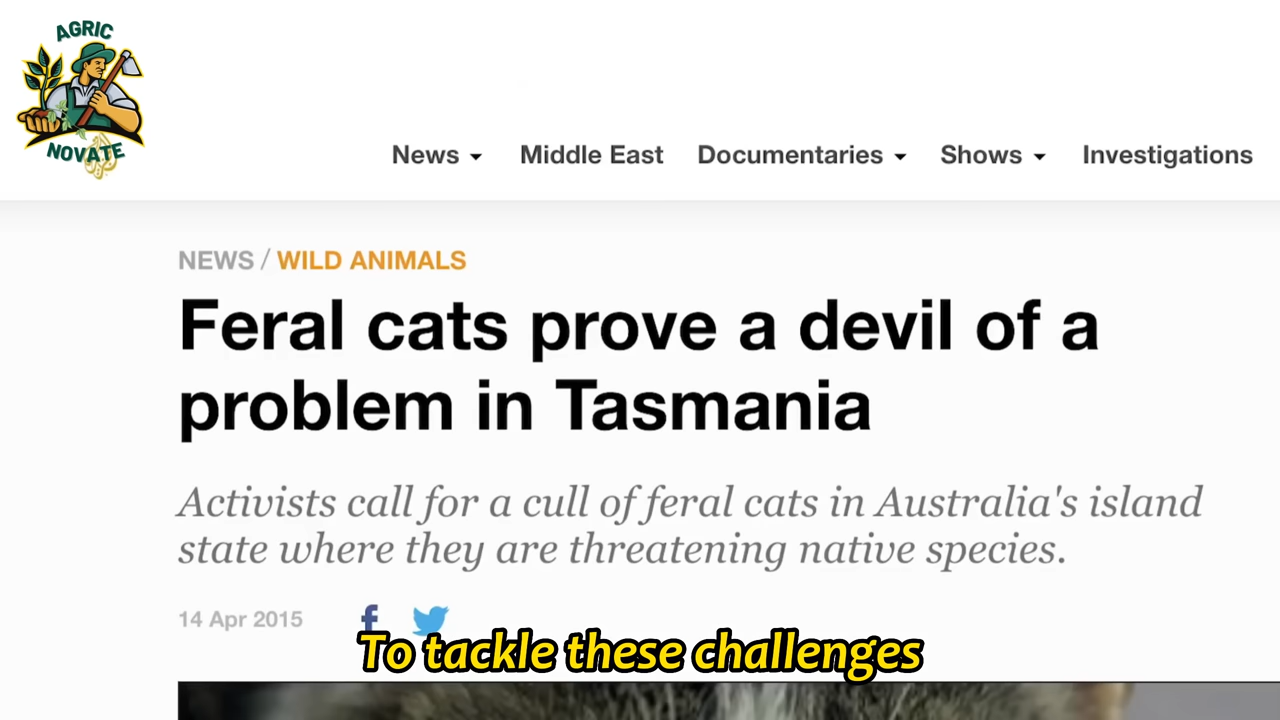 AGRIC
NOVATE
News Middle East Documentaries Shows Investigations
NEWS / WILD ANIMALS
Feral cats prove a devil of a
problem in Tasmania
Activists call for a cull of feral cats in Australia's island
state where they are threatening native species.
14 Apr 2015
To tackle these challenges